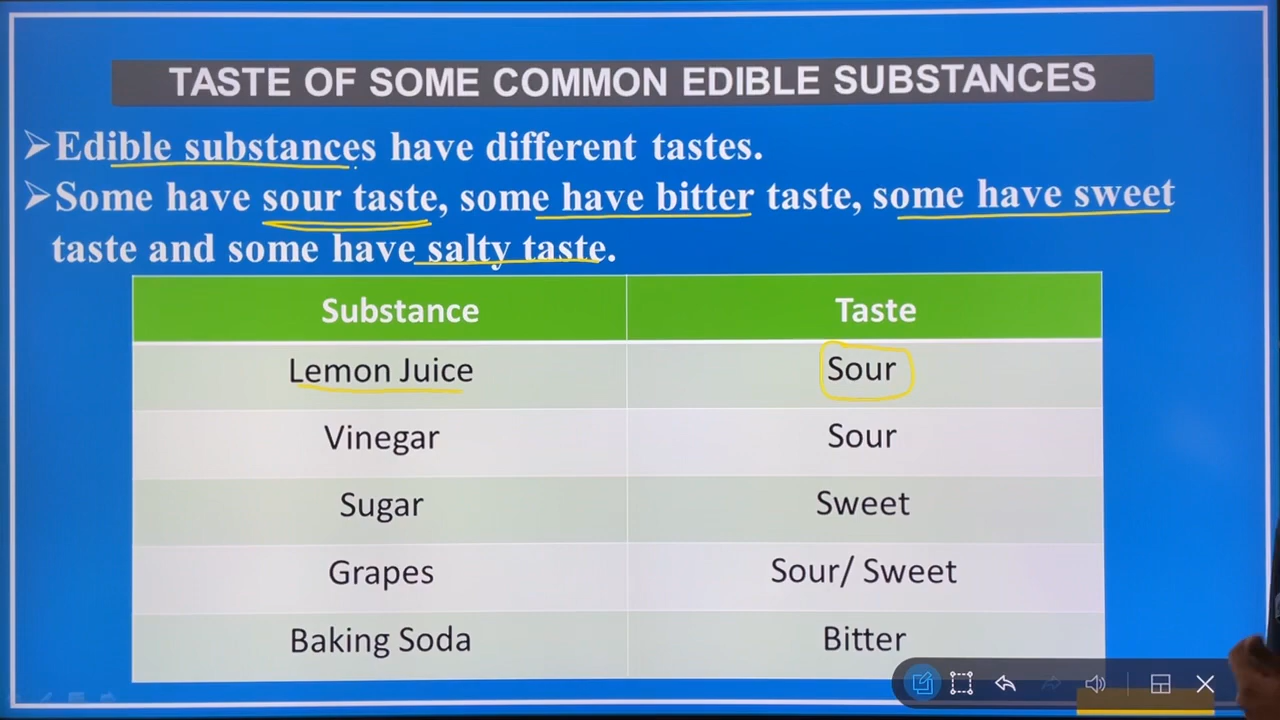 TASTE OF SOME COMMON EDIBLE SUBSTANCES
➢Edible substances have different tastes.
➢Some have sour taste, some have bitter taste, some have sweet
taste and some have salty taste.
Substance Taste
Lemon Juice Sour
Vinegar Sour
Sugar Sweet
Grapes Sour/ Sweet
Baking Soda Bitter